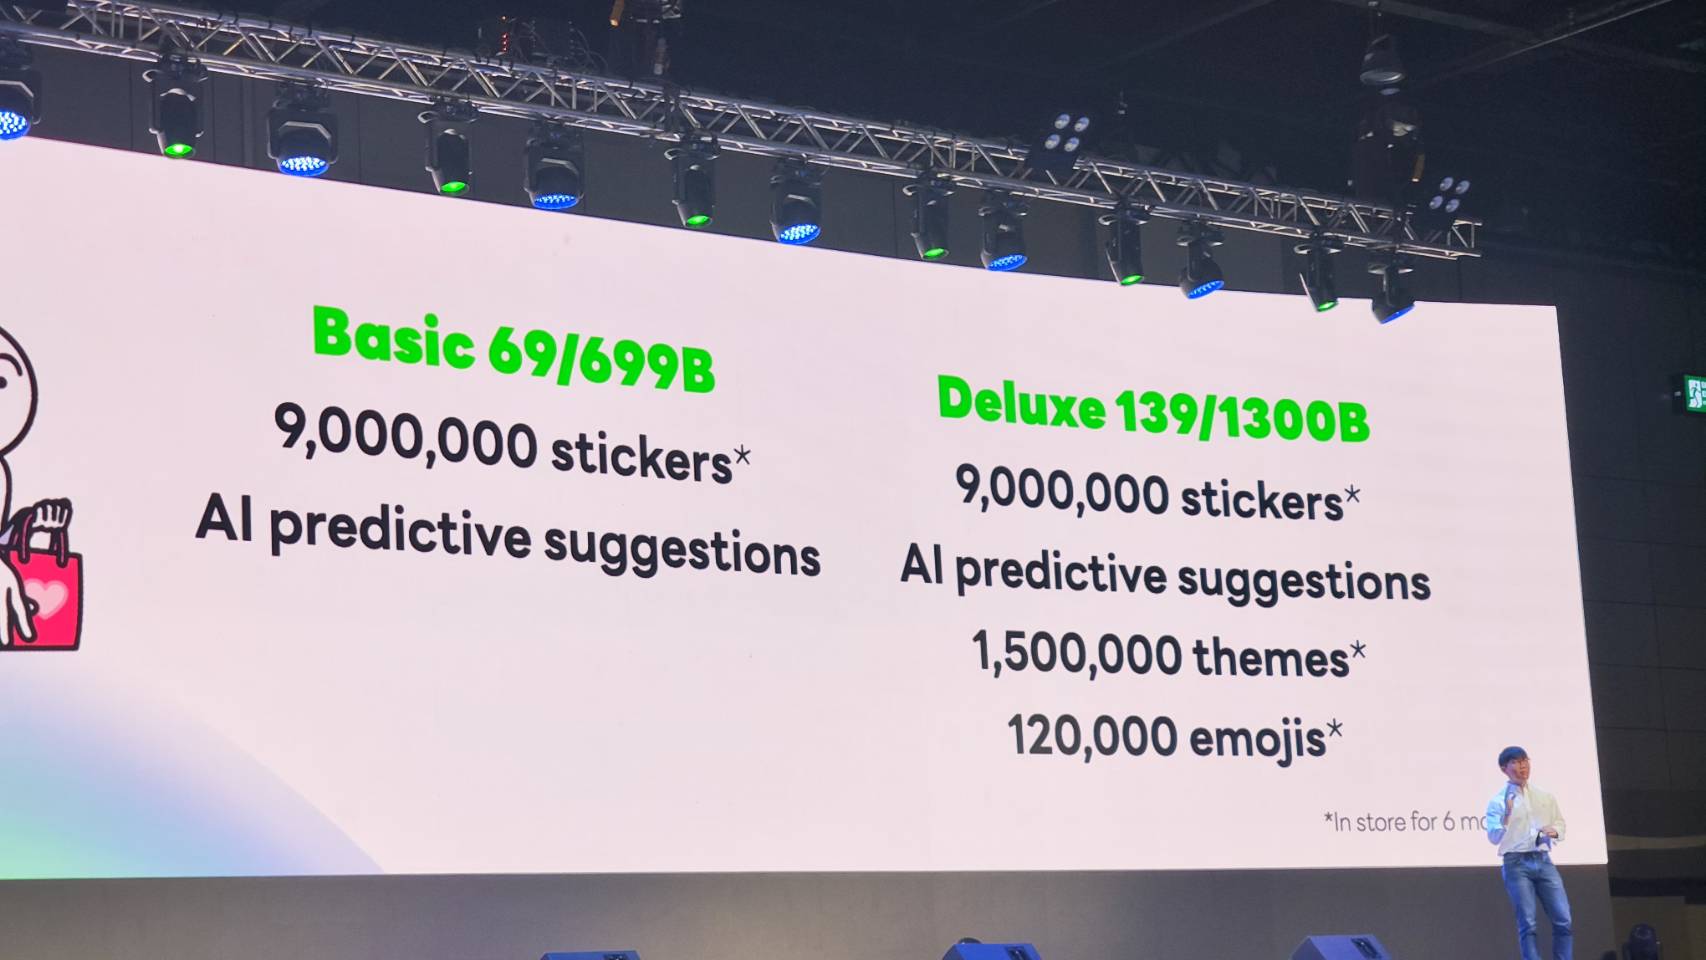 Basic 69/699B
9,000,000 stickers*
AI predictive suggestions
Deluxe 139/1300B
9,000,000 stickers*
AI predictive suggestions
1,500,000 themes*
120,000 emojis*
*In store for 6